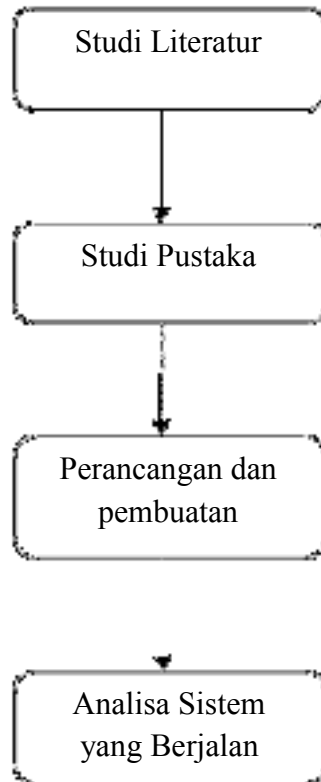 Studi Literatur
Studi Pustaka
Perancangan dan
pembuatan
Analisa Sistem
yang Berjalan